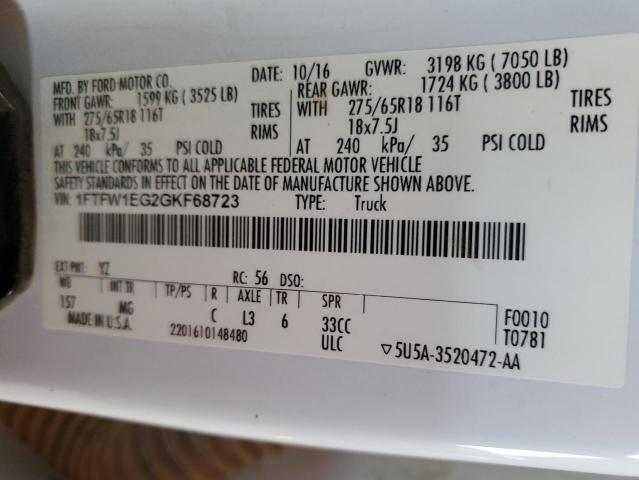 MFD. BY FORD MOTOR CO. DATE: 10/16 GVWR: 3198 KG ( 7050 LB)
FRONT GAWR: 1599 KG ( 3525 LB) REAR GAWR: 1724 KG ( 3800 LB)
WITH 275/65R18 116T TIRES WITH 275/65R18 116T TIRES
18x7.5J RIMS 18x7.5J RIMS
AT 240 kPa/ 35 PSI COLD AT 240 kPa/ 35 PSI COLD
THIS VEHICLE CONFORMS TO ALL APPLICABLE FEDERAL MOTOR VEHICLE
SAFETY STANDARDS IN EFFECT ON THE DATE OF MANUFACTURE SHOWN ABOVE.
VIN: 1FTFW1EG2GKF68723 TYPE: Truck
EXT PNT: YZ RC: 56 DSO:
WB INT TR TP/PS R AXLE TR SPR
157 MG C L3 6 33CC F0010
MADE IN U.S.A. 2201610148480 ULC ▽5U5A-3520472-AA T0781